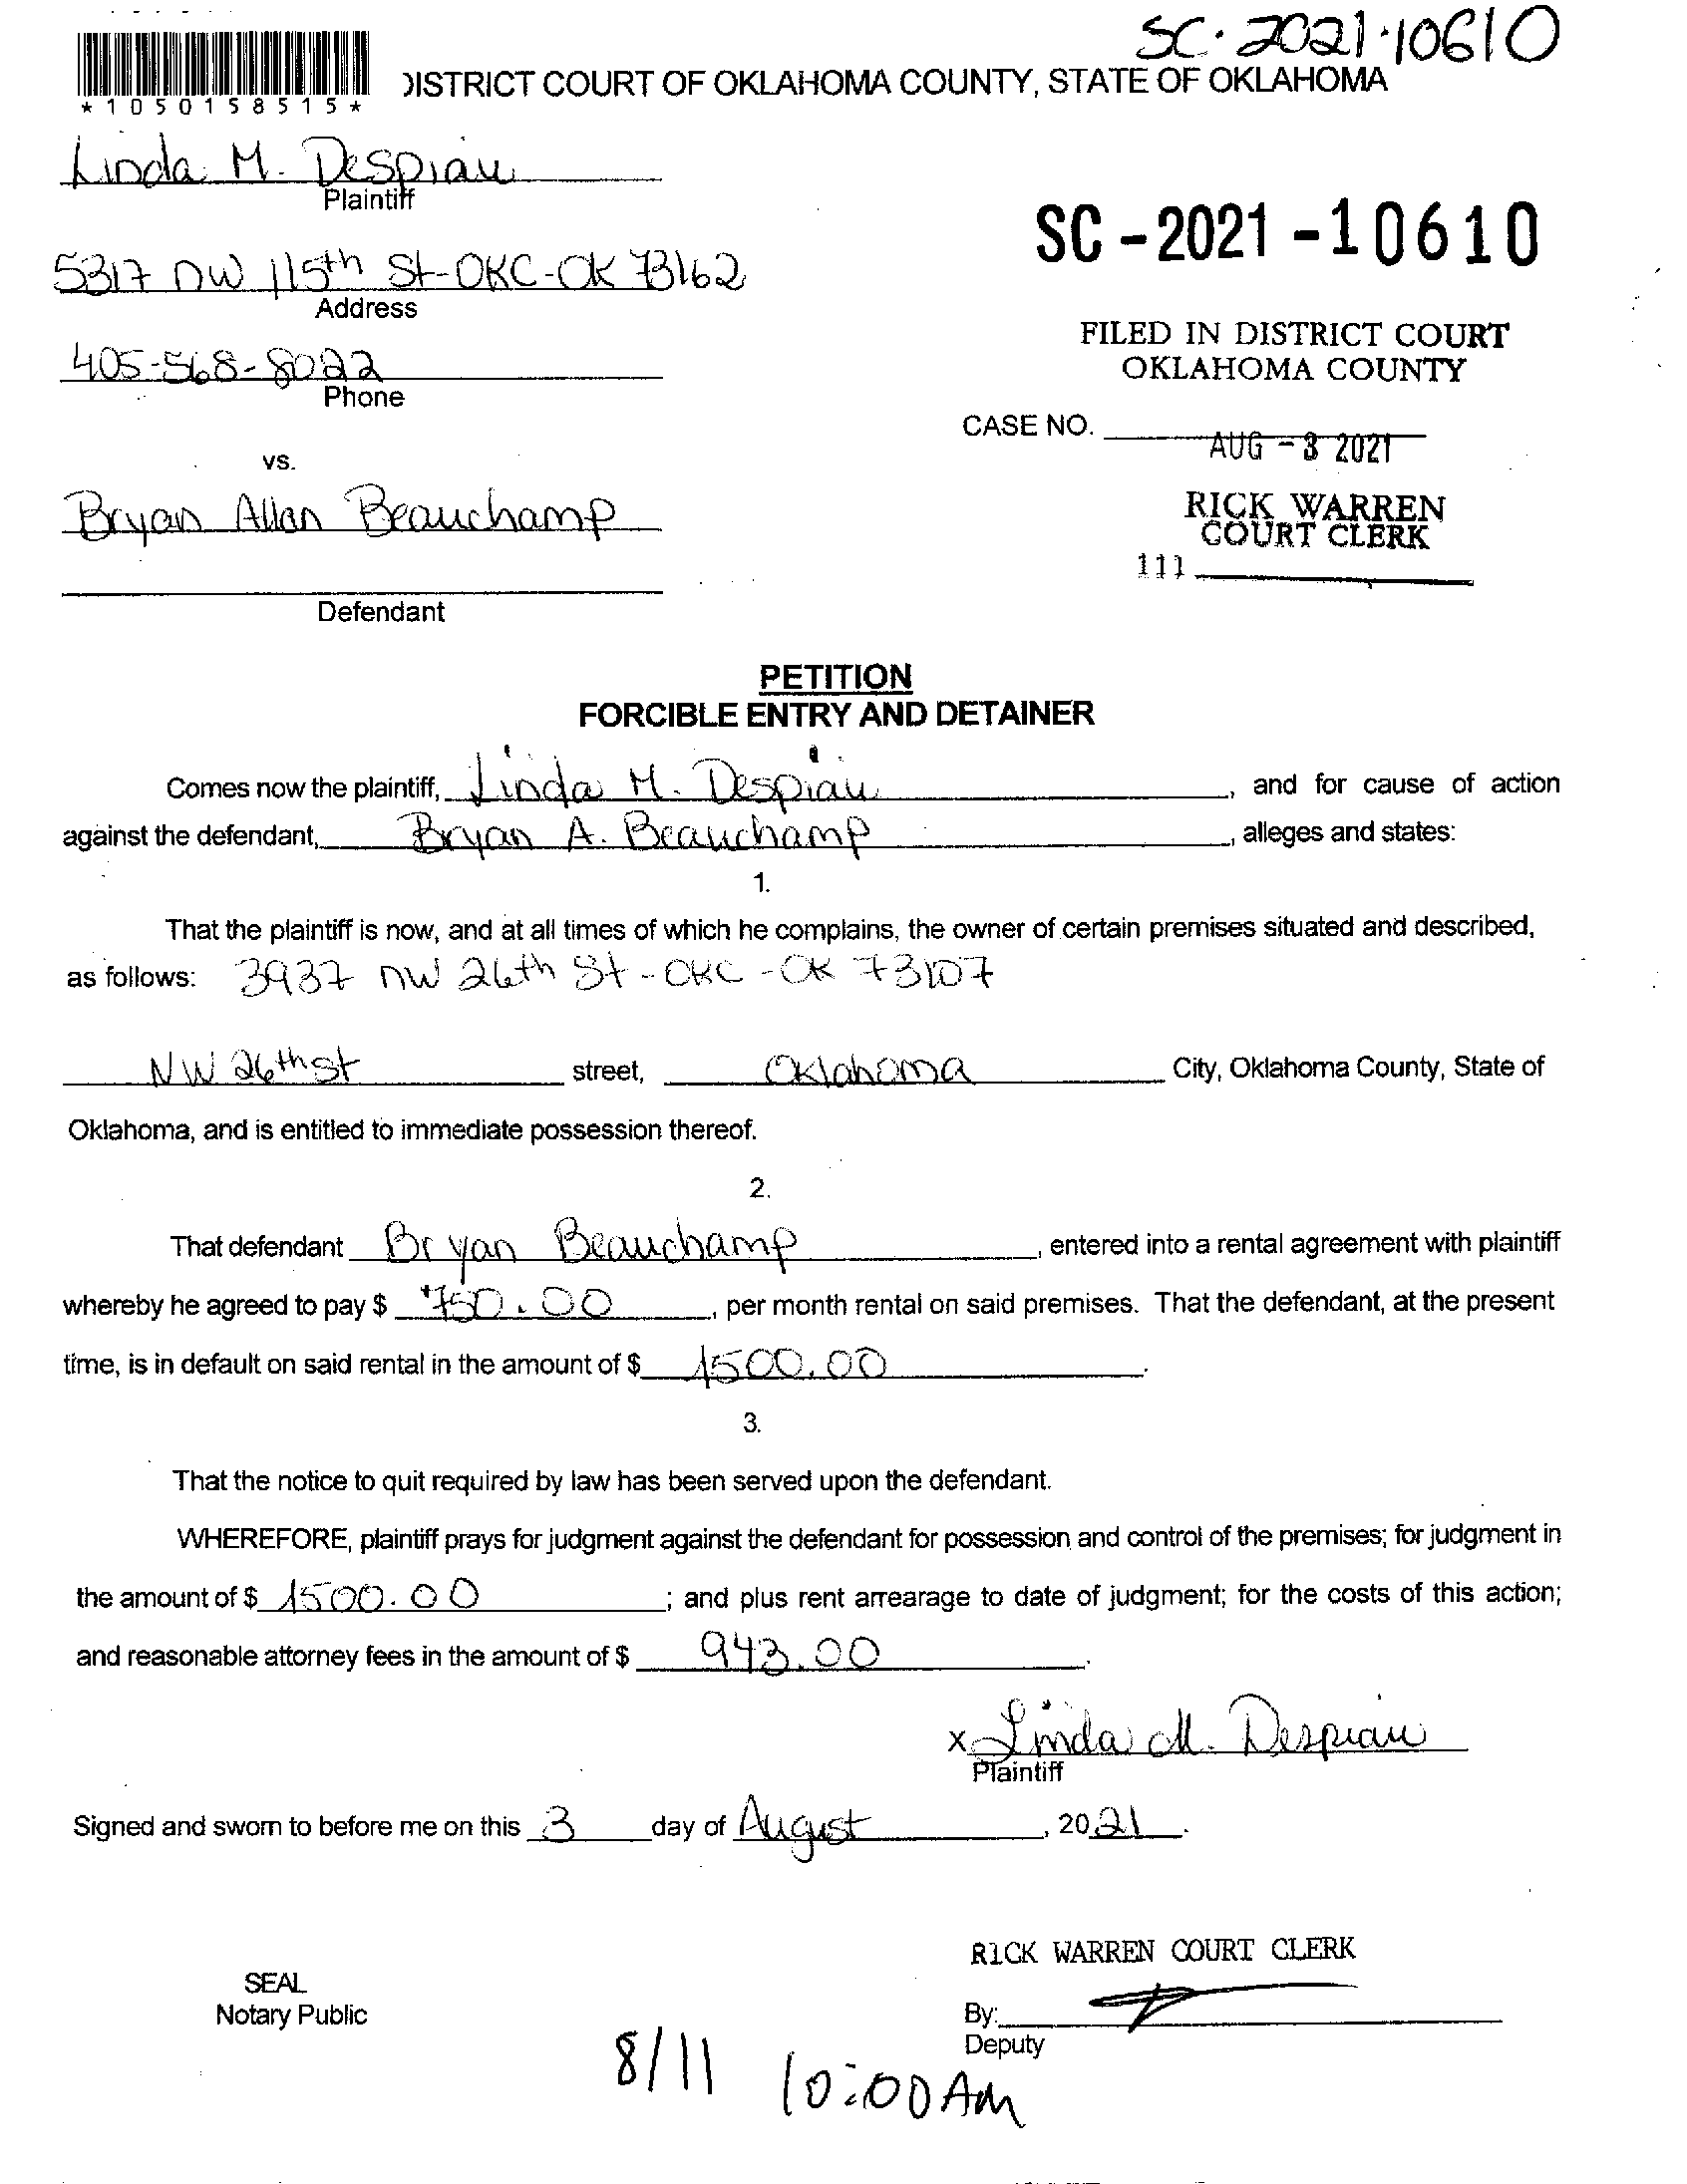 SC-2021-10610
*1050158515*
DISTRICT COURT OF OKLAHOMA COUNTY, STATE OF OKLAHOMA
Linda M. Despiau
Plaintiff
SC-2021-10610
5317 NW 115th St-OKC-OK 73162
Address
FILED IN DISTRICT COURT
OKLAHOMA COUNTY
405-568-8022
Phone
CASE NO.
AUG - 3 2021
vs.
Bryan Allan Beauchamp
RICK WARREN
COURT CLERK
111
Defendant
PETITION
FORCIBLE ENTRY AND DETAINER
Comes now the plaintiff, Linda M. Despiau, and for cause of action
against the defendant, Bryan A. Beauchamp, alleges and states:
1.
That the plaintiff is now, and at all times of which he complains, the owner of certain premises situated and described,
as follows: 3937 NW 26th St-OKC-OK 73107
NW 26th st street, Oklahoma City, Oklahoma County, State of
Oklahoma, and is entitled to immediate possession thereof.
2.
That defendant Bryan Beauchamp, entered into a rental agreement with plaintiff
whereby he agreed to pay $ 750.00, per month rental on said premises. That the defendant, at the present
time, is in default on said rental in the amount of $ 1500.00.
3.
That the notice to quit required by law has been served upon the defendant.
WHEREFORE, plaintiff prays for judgment against the defendant for possession and control of the premises; for judgment in
the amount of $ 1500.00; and plus rent arrearage to date of judgment; for the costs of this action;
and reasonable attorney fees in the amount of $ 943.00.
x Linda M. Despiau
Plaintiff
Signed and sworn to before me on this 3 day of August, 2021.
RICK WARREN COURT CLERK
SEAL
Notary Public
By:
Deputy
8/11 10:00 AM